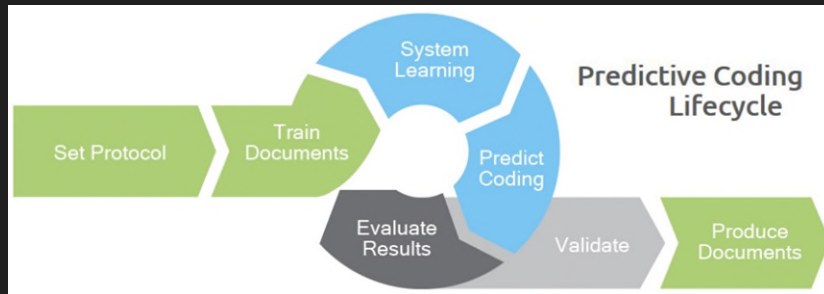 Predictive Coding
Lifecycle
Set Protocol
Train
Documents
System
Learning
Predict
Coding
Evaluate
Results
Validate
Produce
Documents